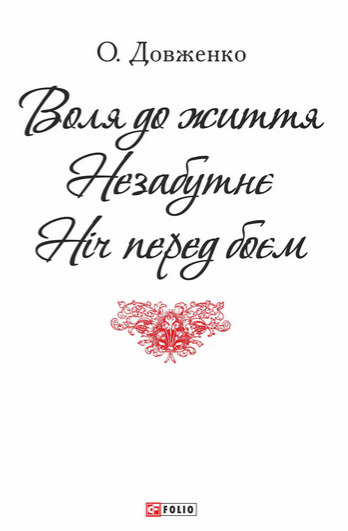 О. Довженко
Воля до життя
Незабутнє
Ніч перед боєм
FOLIO